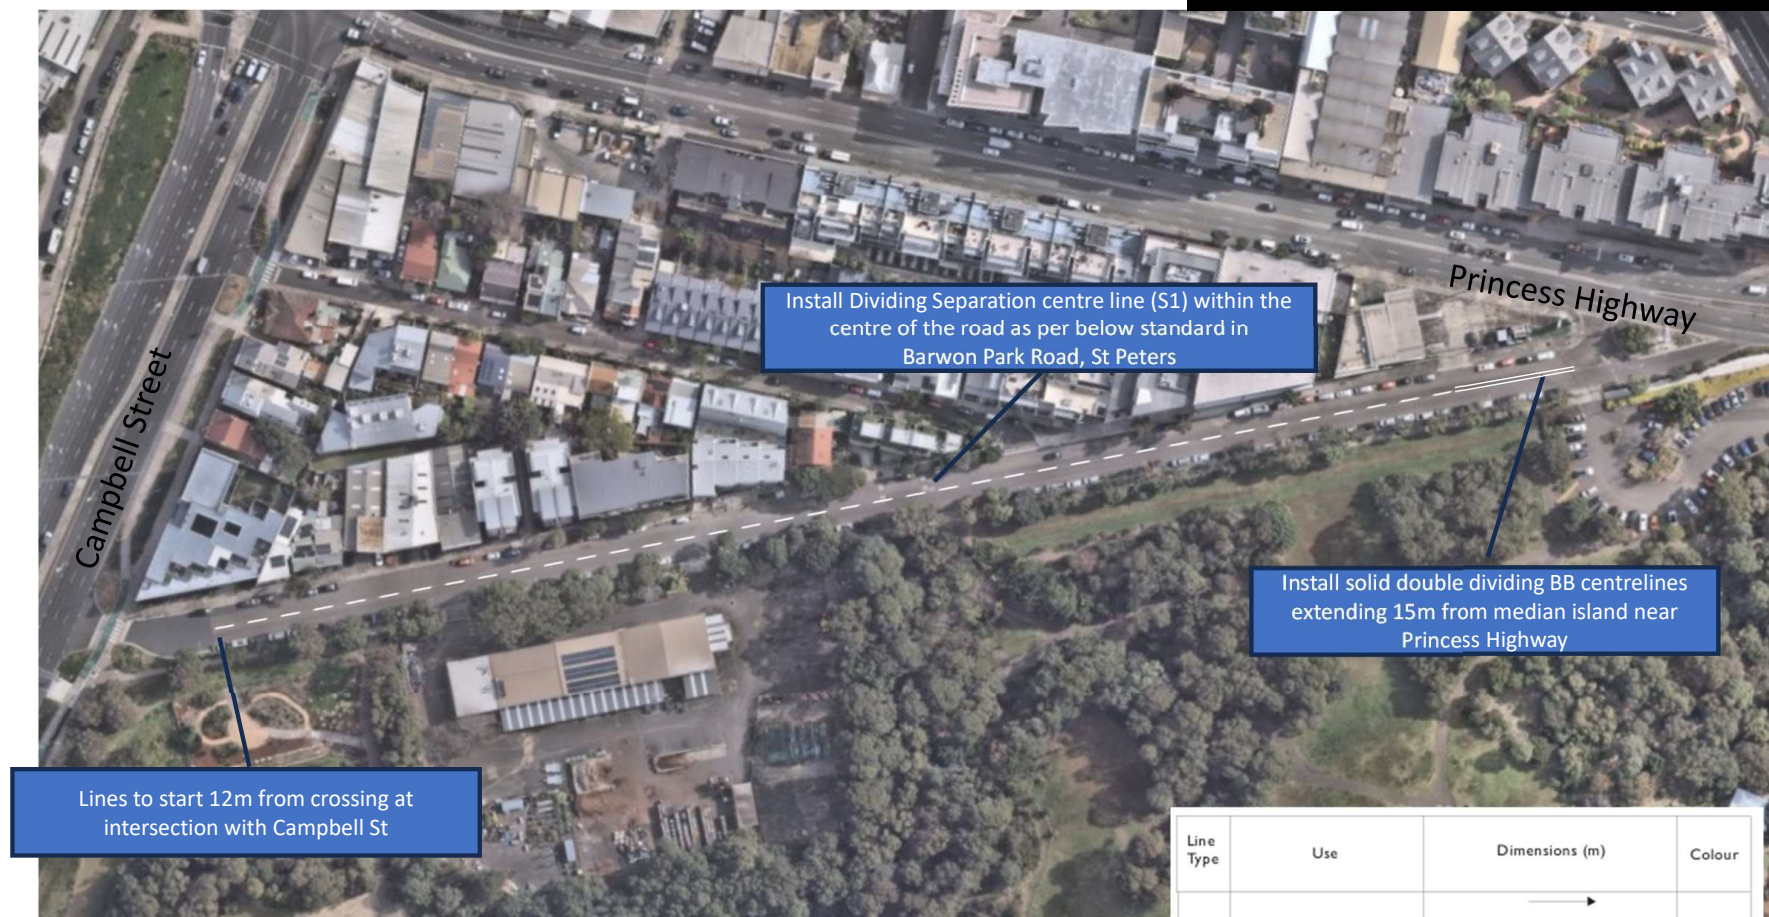 Princess Highway
Install Dividing Separation centre line (S1) within the
centre of the road as per below standard in
Barwon Park Road, St Peters
Campbell Street
Install solid double dividing BB centrelines
extending 15m from median island near
Princess Highway
Lines to start 12m from crossing at
intersection with Campbell St
Line
Type
Use
Dimensions (m)
Colour